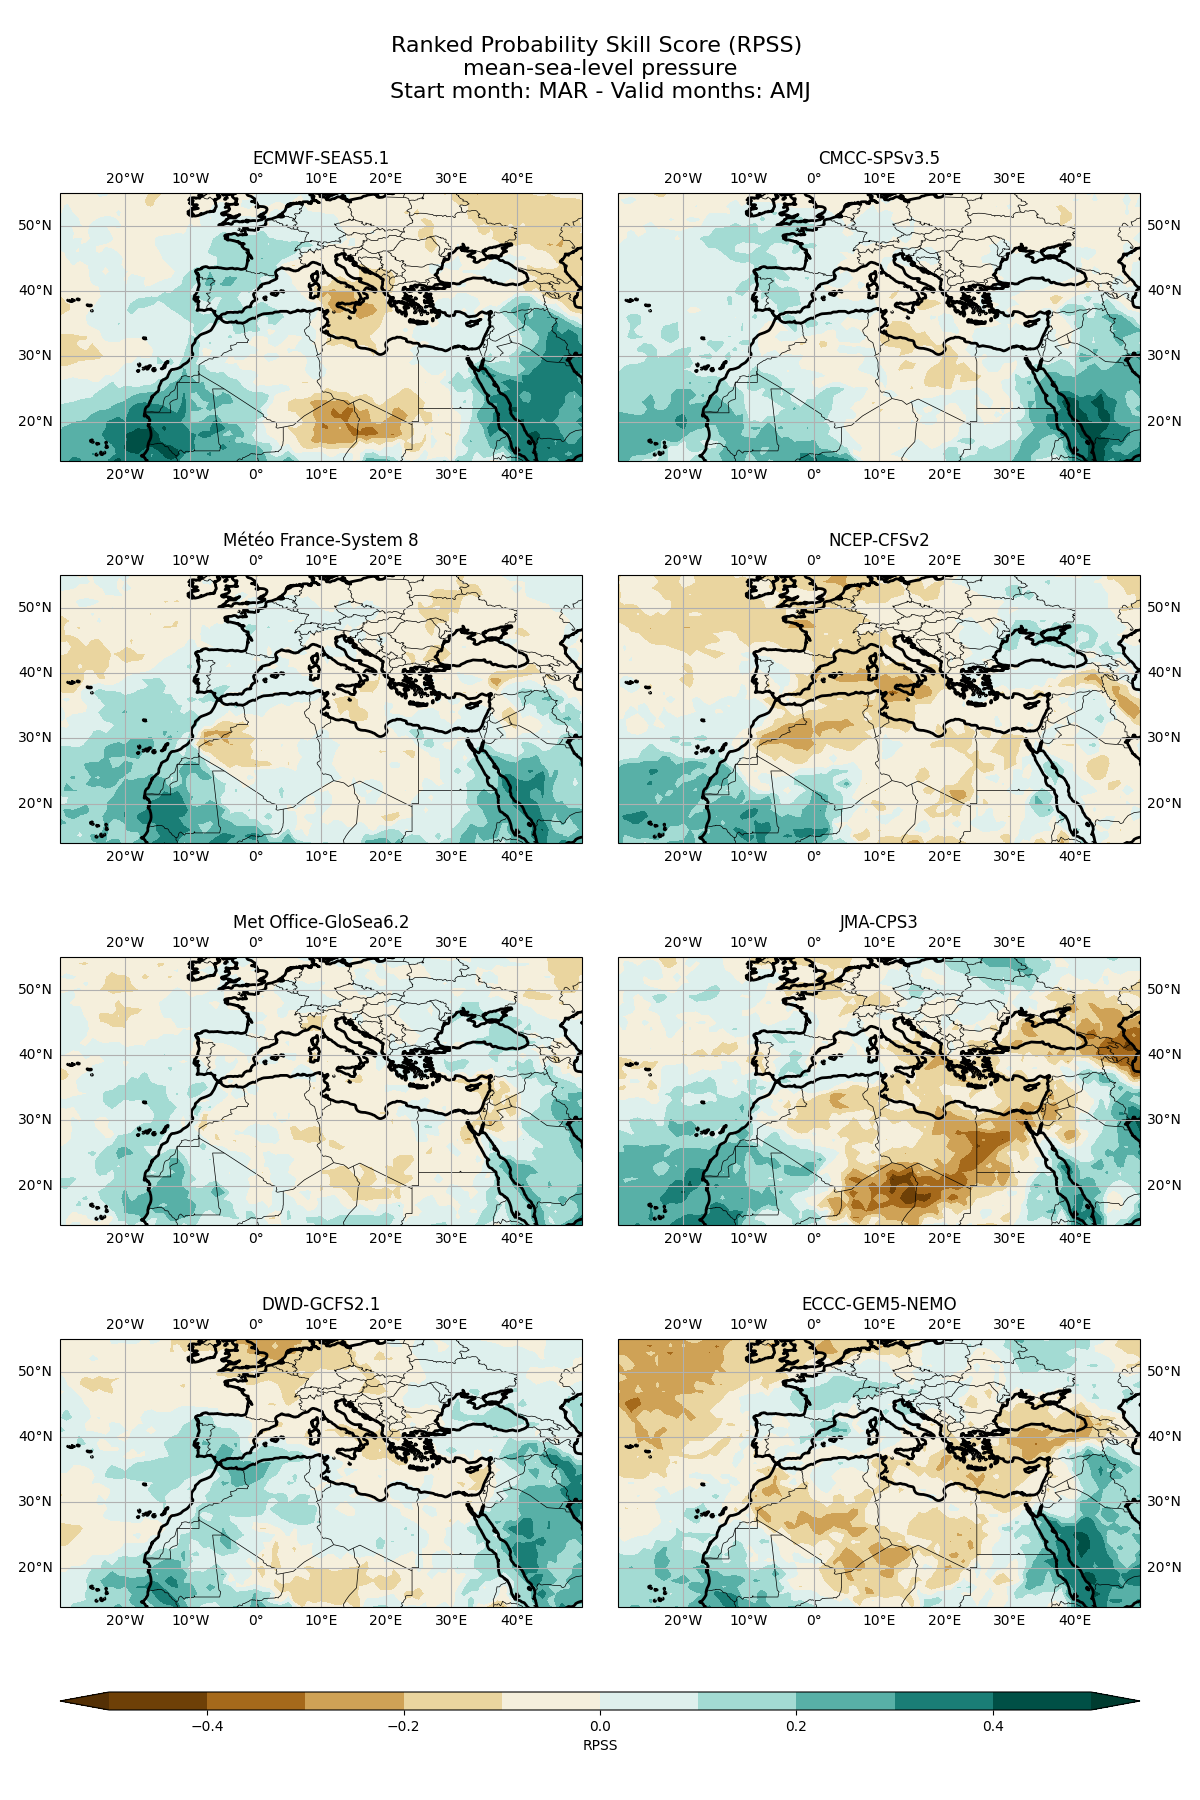 Ranked Probability Skill Score (RPSS)
mean-sea-level pressure
Start month: MAR - Valid months: AMJ
ECMWF-SEAS5.1
20°W 10°W 0° 10°E 20°E 30°E 40°E
50°N
40°N
30°N
20°N
20°W 10°W 0° 10°E 20°E 30°E 40°E
CMCC-SPSv3.5
20°W 10°W 0° 10°E 20°E 30°E 40°E
50°N
40°N
30°N
20°N
20°W 10°W 0° 10°E 20°E 30°E 40°E
Météo France-System 8
20°W 10°W 0° 10°E 20°E 30°E 40°E
50°N
40°N
30°N
20°N
20°W 10°W 0° 10°E 20°E 30°E 40°E
NCEP-CFSv2
20°W 10°W 0° 10°E 20°E 30°E 40°E
50°N
40°N
30°N
20°N
20°W 10°W 0° 10°E 20°E 30°E 40°E
Met Office-GloSea6.2
20°W 10°W 0° 10°E 20°E 30°E 40°E
50°N
40°N
30°N
20°N
20°W 10°W 0° 10°E 20°E 30°E 40°E
JMA-CPS3
20°W 10°W 0° 10°E 20°E 30°E 40°E
50°N
40°N
30°N
20°N
20°W 10°W 0° 10°E 20°E 30°E 40°E
DWD-GCFS2.1
20°W 10°W 0° 10°E 20°E 30°E 40°E
50°N
40°N
30°N
20°N
20°W 10°W 0° 10°E 20°E 30°E 40°E
ECCC-GEM5-NEMO
20°W 10°W 0° 10°E 20°E 30°E 40°E
50°N
40°N
30°N
20°N
20°W 10°W 0° 10°E 20°E 30°E 40°E
−0.4 −0.2 0.0 0.2 0.4
RPSS